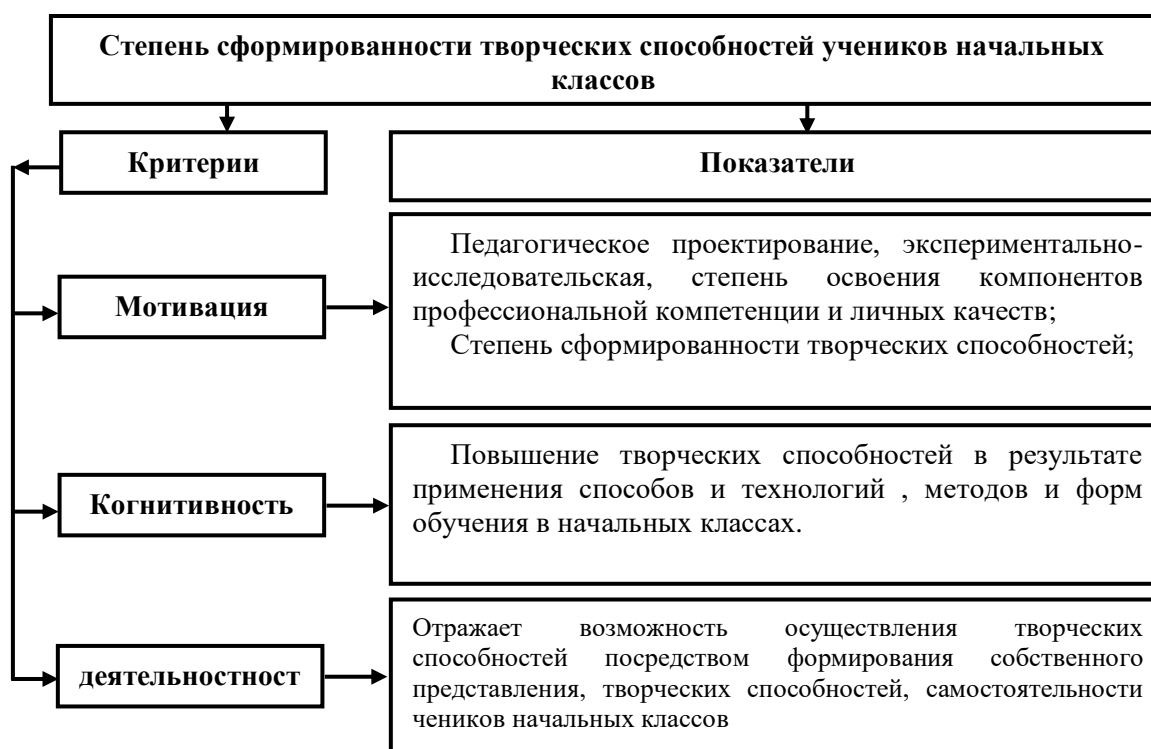 Степень сформированности творческих способностей учеников начальных
классов
Критерии
Показатели
Мотивация
Педагогическое проектирование, экспериментально-
исследовательская, степень освоения компонентов
профессиональной компетенции и личных качеств;
Степень сформированности творческих способностей;
Когнитивность
Повышение творческих способностей в результате
применения способов и технологий , методов и форм
обучения в начальных классах.
деятельностност
Отражает возможность осуществления творческих
способностей посредством формирования собственного
представления, творческих способностей, самостоятельности
чеников начальных классов